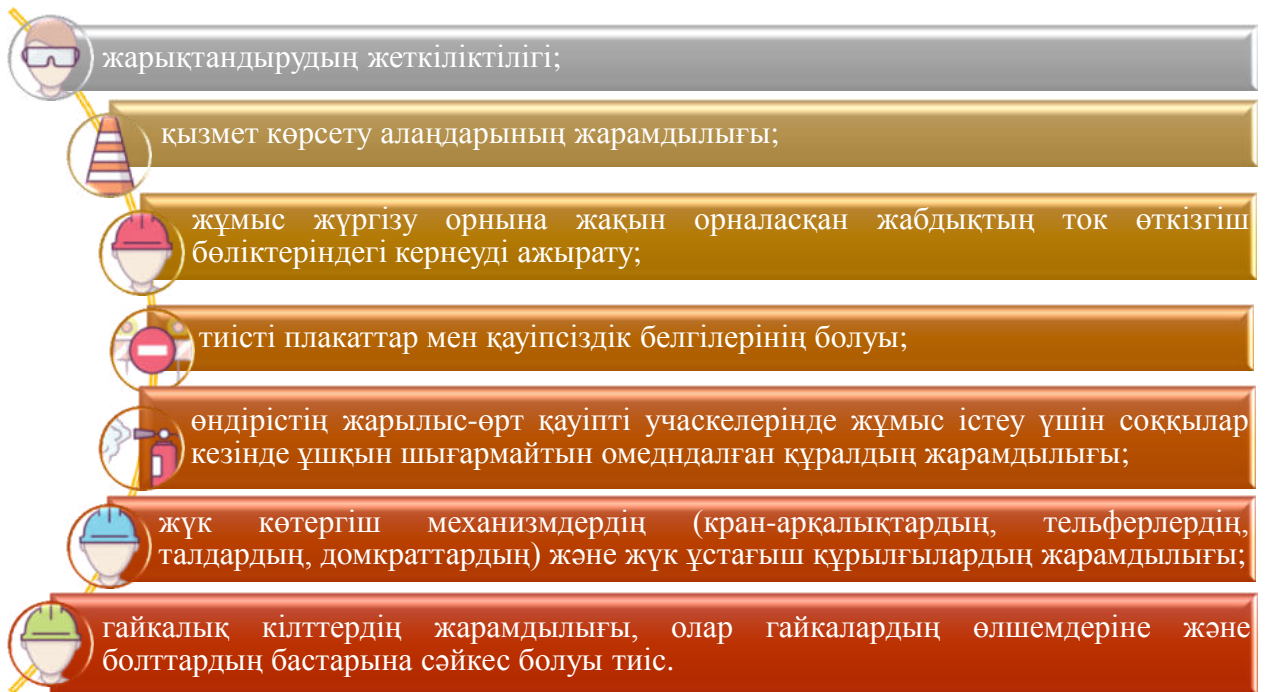 жарықтандырудың жеткіліктілігі;
қызмет көрсету алаңдарының жарамдылығы;
жұмыс жүргізу орнына жақын орналасқан жабдықтың ток өткізгіш
бөліктеріндегі кернеуді ажырату;
тиісті плакаттар мен қауіпсіздік белгілерінің болуы;
өндірістің жарылыс-өрт қауіпті учаскелерінде жұмыс істеу үшін соққылар
кезінде ұшқын шығармайтын омедндалған құралдың жарамдылығы;
жүк көтергіш механизмдердің (кран-арқалықтардың, тельферлердің,
талдардың, домкраттардың) және жүк ұстағыш құрылғылардың жарамдылығы;
гайкалық кілттердің жарамдылығы, олар гайкалардың өлшемдеріне және
болттардың бастарына сәйкес болуы тиіс.